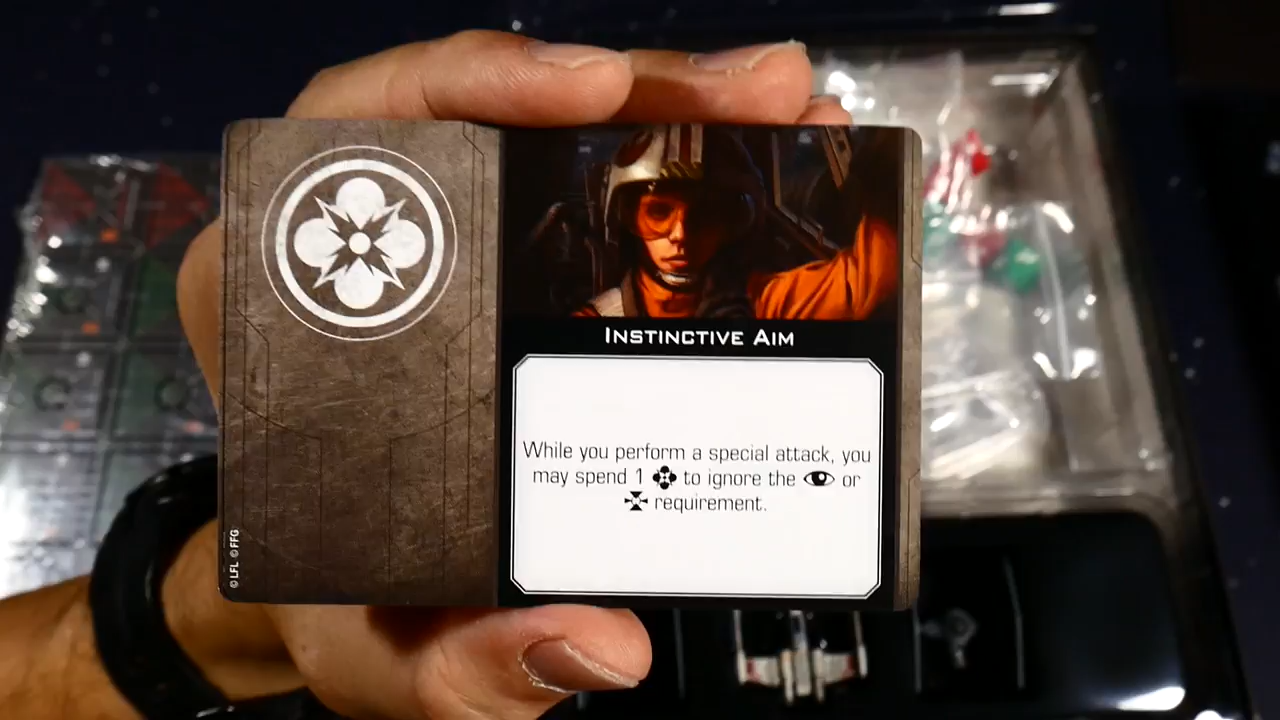 INSTINCTIVE AIM
While you perform a special attack, you
may spend 1 to ignore the or
requirement.
© LFL © FFG